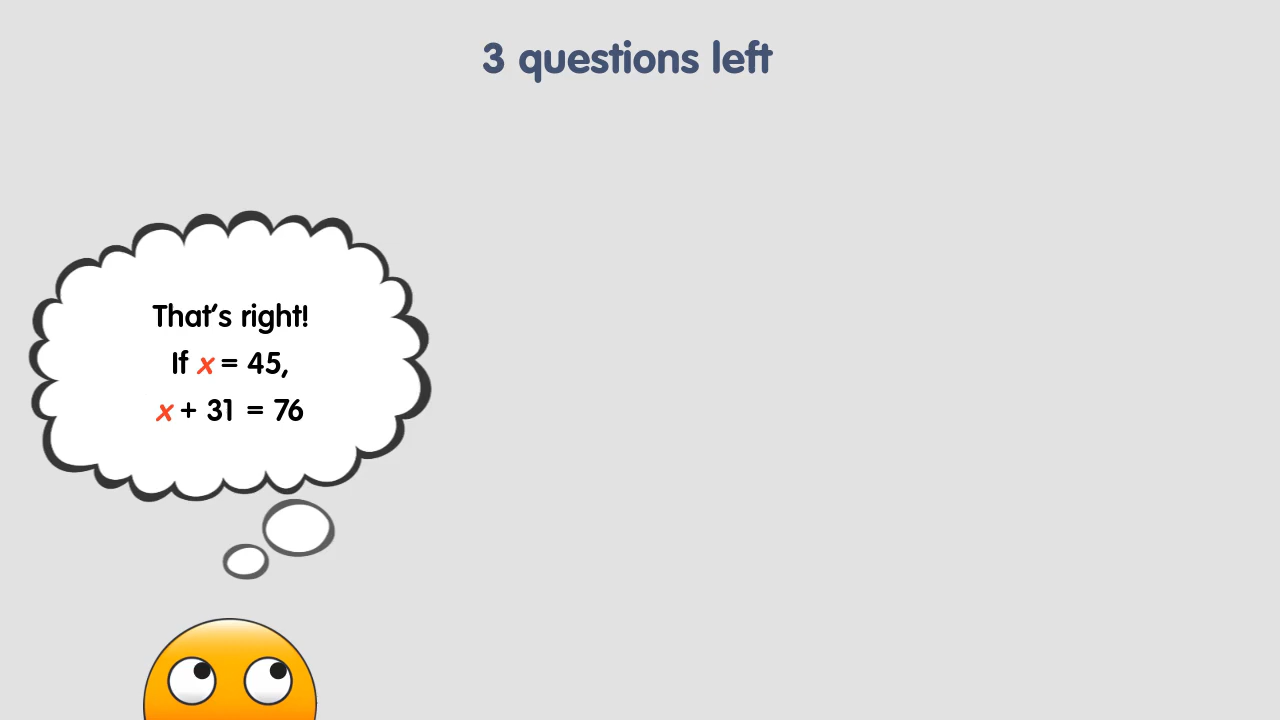 3 questions left
That's right!
If x = 45,
x + 31 = 76